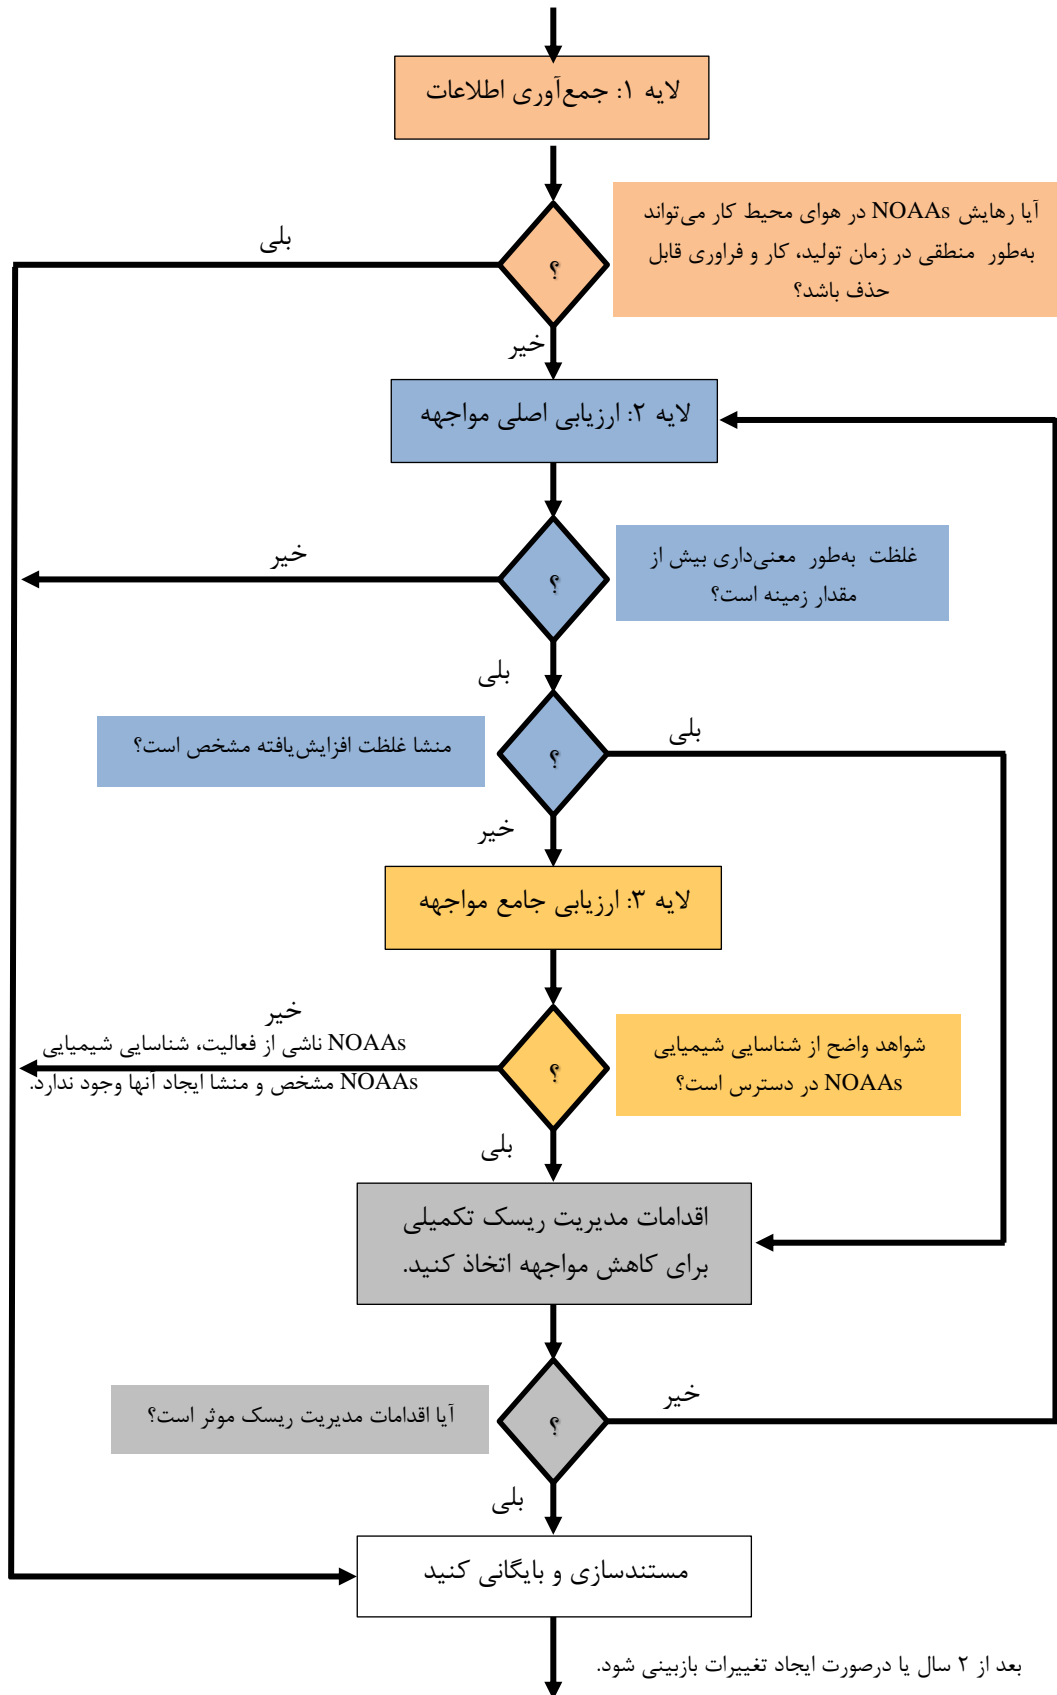 لایه ۱: جمع‌آوری اطلاعات
آیا رهایش NOAAs در هوای محیط کار می‌تواند
به‌طور منطقی در زمان تولید، کار و فراوری قابل
حذف باشد؟
؟
بلی
خیر
لایه ۲: ارزیابی اصلی مواجهه
غلظت به‌طور معنی‌داری بیش از
مقدار زمینه است؟
؟
خیر
بلی
منشا غلظت افزایش‌یافته مشخص است؟
؟
بلی
خیر
لایه ۳: ارزیابی جامع مواجهه
شواهد واضح از شناسایی شیمیایی
NOAAs در دسترس است؟
؟
خیر
NOAAs ناشی از فعالیت، شناسایی شیمیایی
NOAAs مشخص و منشا ایجاد آنها وجود ندارد.
بلی
اقدامات مدیریت ریسک تکمیلی
برای کاهش مواجهه اتخاذ کنید.
آیا اقدامات مدیریت ریسک موثر است؟
؟
خیر
بلی
مستندسازی و بایگانی کنید
بعد از ۲ سال یا درصورت ایجاد تغییرات بازبینی شود.